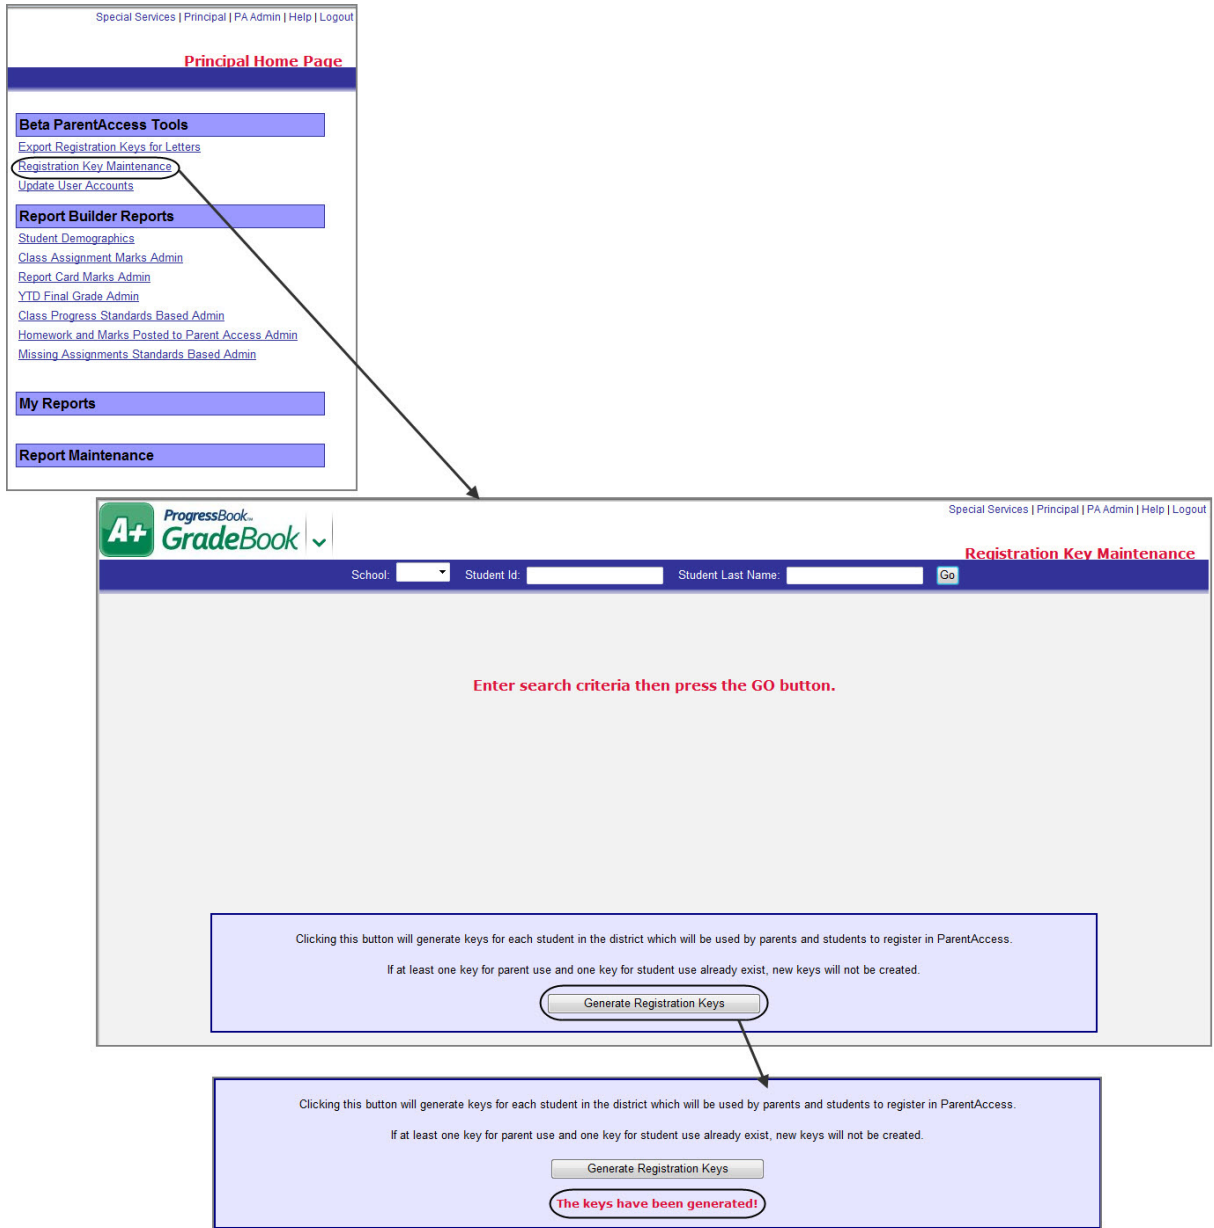 Special Services | Principal | PA Admin | Help | Logout
Principal Home Page
Beta ParentAccess Tools
Export Registration Keys for Letters
Registration Key Maintenance
Update User Accounts
Report Builder Reports
Student Demographics
Class Assignment Marks Admin
Report Card Marks Admin
YTD Final Grade Admin
Class Progress Standards Based Admin
Homework and Marks Posted to Parent Access Admin
Missing Assignments Standards Based Admin
My Reports
Report Maintenance
A+ ProgressBook
GradeBook
Special Services | Principal | PA Admin | Help | Logout
Registration Key Maintenance
School: Student Id: Student Last Name: Go
Enter search criteria then press the GO button.
Clicking this button will generate keys for each student in the district which will be used by parents and students to register in ParentAccess.
If at least one key for parent use and one key for student use already exist, new keys will not be created.
Generate Registration Keys
Clicking this button will generate keys for each student in the district which will be used by parents and students to register in ParentAccess.
If at least one key for parent use and one key for student use already exist, new keys will not be created.
Generate Registration Keys
The keys have been generated!